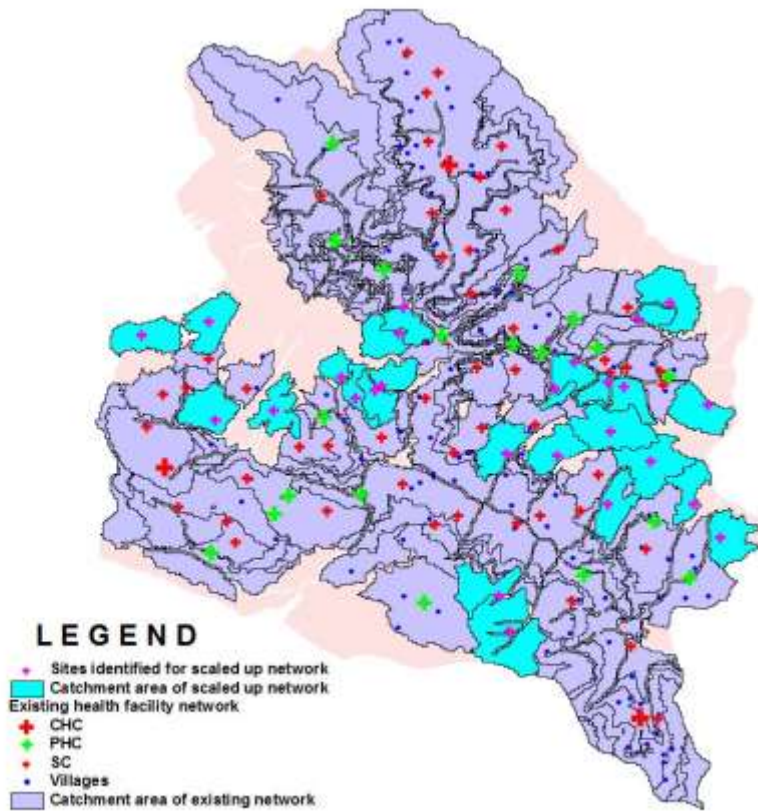 LEGEND
Sites identified for scaled up network
Catchment area of scaled up network
Existing health facility network
CHC
PHC
SC
Villages
Catchment area of existing network